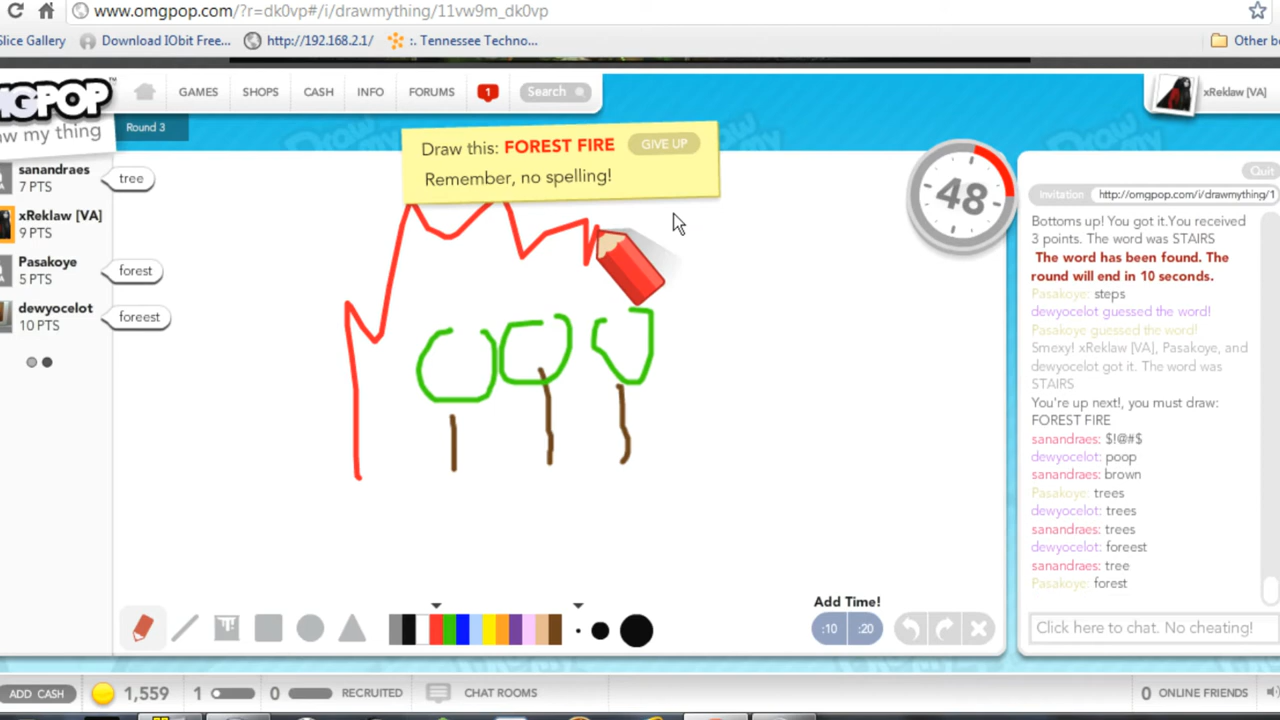 www.omgpop.com/?r=dk0vp#/i/drawmything/11vw9m_dk0vp
Slice Gallery
Download IObit Free...
http://192.168.2.1/
:. Tennessee Techno...
Other b
MGPOP™
aw my thing
GAMES
SHOPS
CASH
INFO
FORUMS
1
Search
xReklaw [VA]
Round 3
Draw this: FOREST FIRE
GIVE UP
Remember, no spelling!
sanandraes
7 PTS
tree
xReklaw [VA]
9 PTS
Pasakoye
5 PTS
forest
dewyocelot
10 PTS
foreest
48
Quit
Invitation
http://omgpop.com/i/drawmything/1
Bottoms up! You got it.You received
3 points. The word was STAIRS
The word has been found. The
round will end in 10 seconds.
Pasakoye: steps
dewyocelot guessed the word!
Pasakoye guessed the word!
Smexy! xReklaw [VA], Pasakoye, and
dewyocelot got it. The word was
STAIRS
You're up next!, you must draw:
FOREST FIRE
sanandraes: $!@#$
dewyocelot: poop
sanandraes: brown
Pasakoye: trees
dewyocelot: trees
sanandraes: trees
dewyocelot: foreest
sanandraes: tree
Pasakoye: forest
Add Time!
:10
:20
Click here to chat. No cheating!
ADD CASH
1,559
1
0
RECRUITED
CHAT ROOMS
0 ONLINE FRIENDS